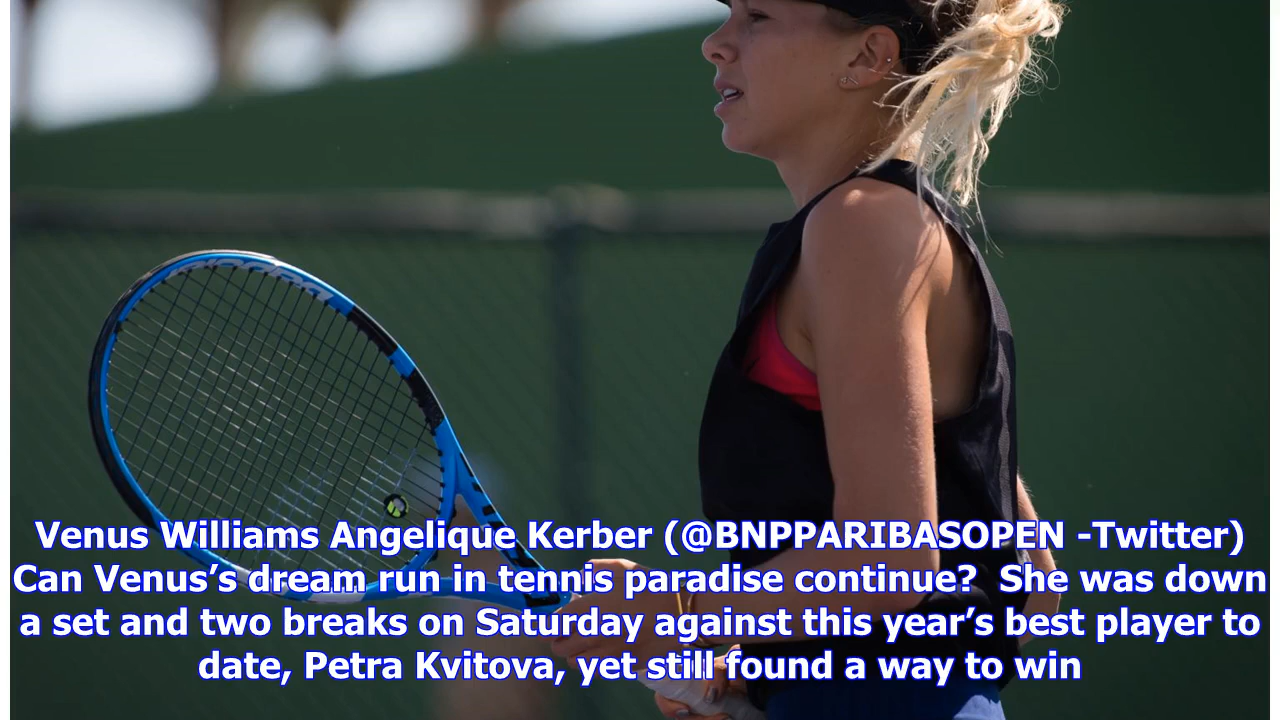 Venus Williams Angelique Kerber (@BNPPARIBASOPEN -Twitter)
Can Venus’s dream run in tennis paradise continue?  She was down
a set and two breaks on Saturday against this year’s best player to
date, Petra Kvitova, yet still found a way to win